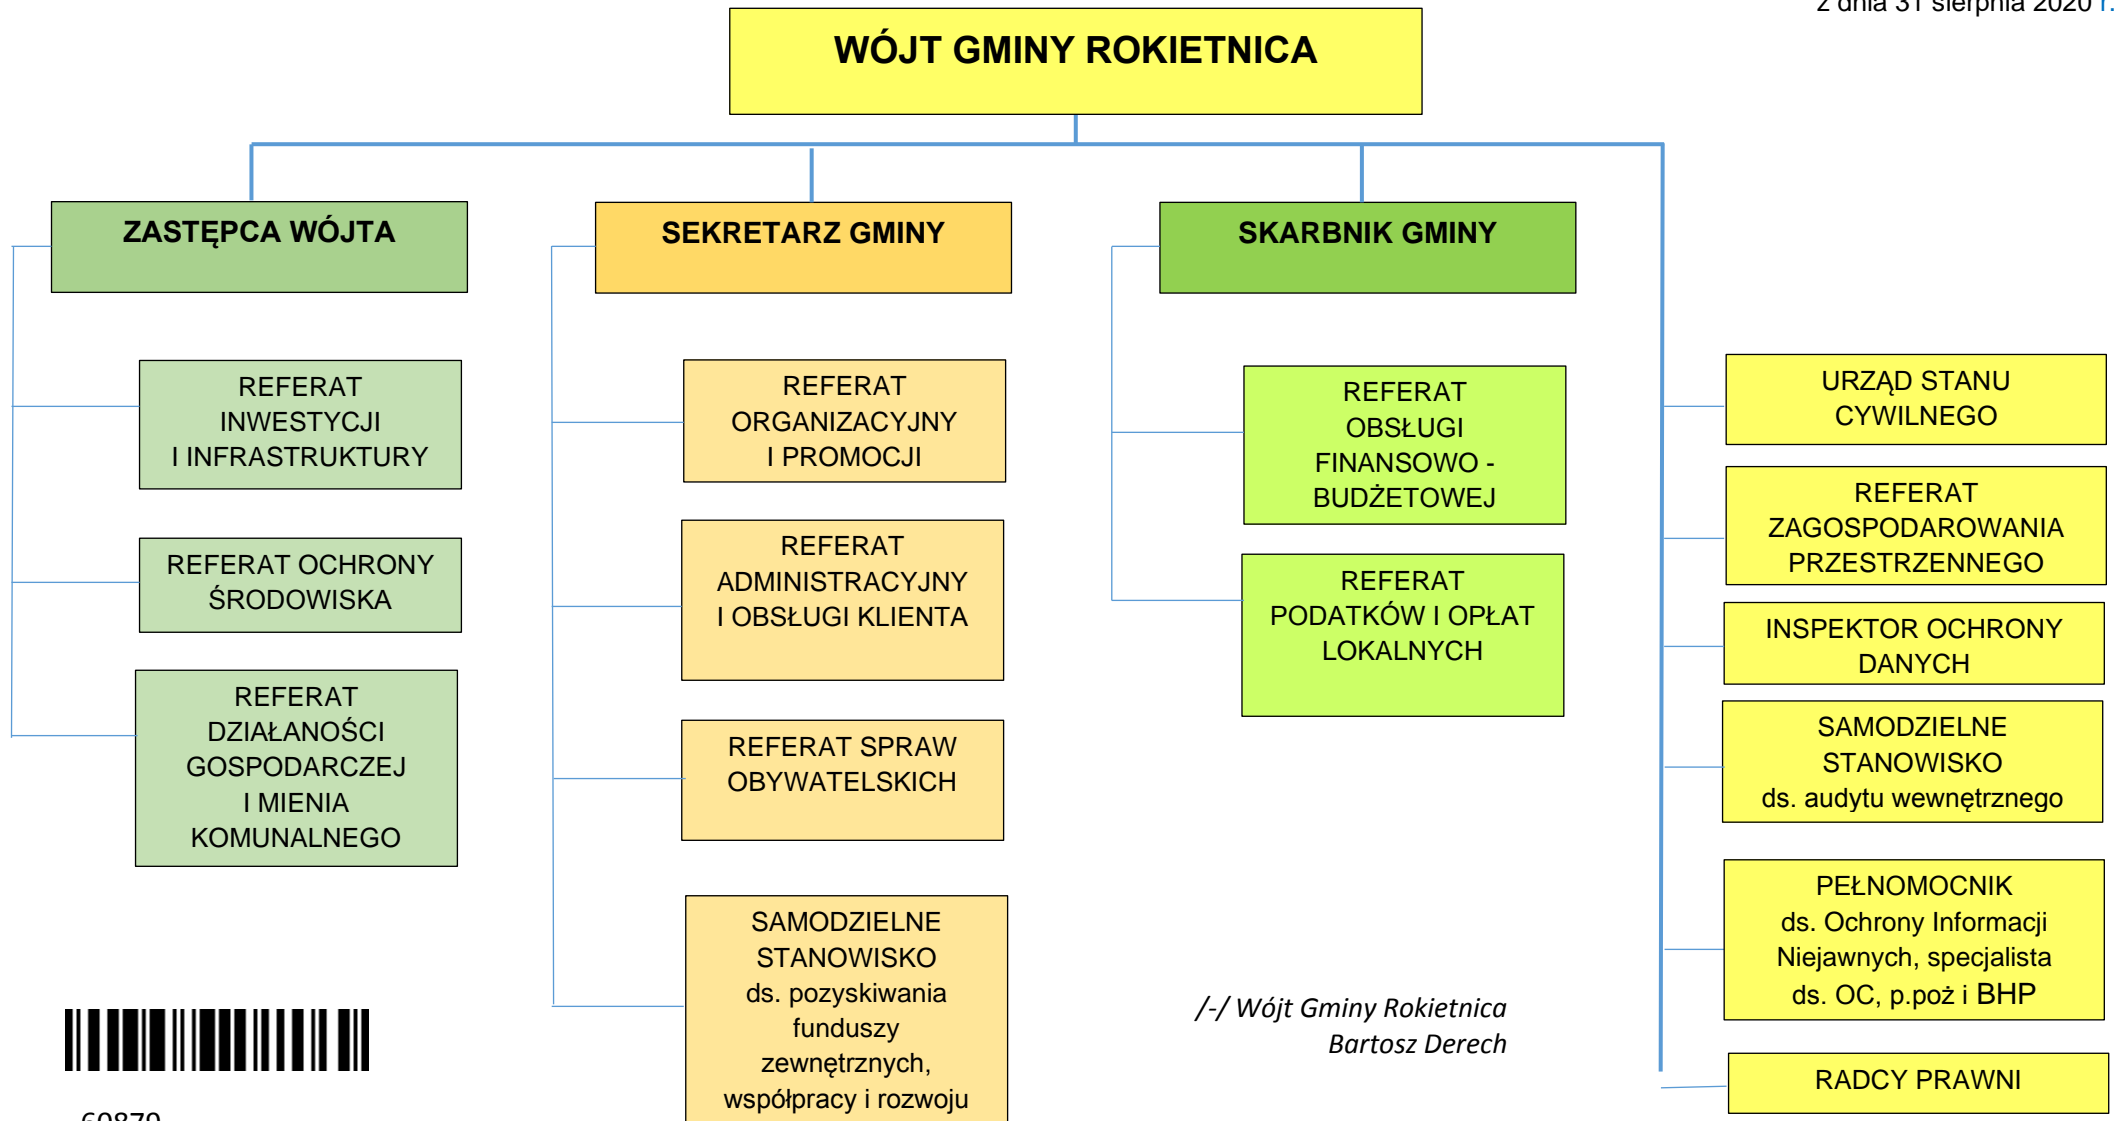 z dnia 31 sierpnia 2020 r.
WÓJT GMINY ROKIETNICA
ZASTĘPCA WÓJTA
REFERAT
INWESTYCJI
I INFRASTRUKTURY
REFERAT OCHRONY
ŚRODOWISKA
REFERAT
DZIAŁANOŚCI
GOSPODARCZEJ
I MIENIA
KOMUNALNEGO
SEKRETARZ GMINY
REFERAT
ORGANIZACYJNY
I PROMOCJI
REFERAT
ADMINISTRACYJNY
I OBSŁUGI KLIENTA
REFERAT SPRAW
OBYWATELSKICH
SAMODZIELNE
STANOWISKO
ds. pozyskiwania
funduszy
zewnętrznych,
współpracy i rozwoju
SKARBNIK GMINY
REFERAT
OBSŁUGI
FINANSOWO -
BUDŻETOWEJ
REFERAT
PODATKÓW I OPŁAT
LOKALNYCH
URZĄD STANU
CYWILNEGO
REFERAT
ZAGOSPODAROWANIA
PRZESTRZENNEGO
INSPEKTOR OCHRONY
DANYCH
SAMODZIELNE
STANOWISKO
ds. audytu wewnętrznego
PEŁNOMOCNIK
ds. Ochrony Informacji
Niejawnych, specjalista
ds. OC, p.poż i BHP
RADCY PRAWNI
/-/ Wójt Gminy Rokietnica
Bartosz Derech
60879